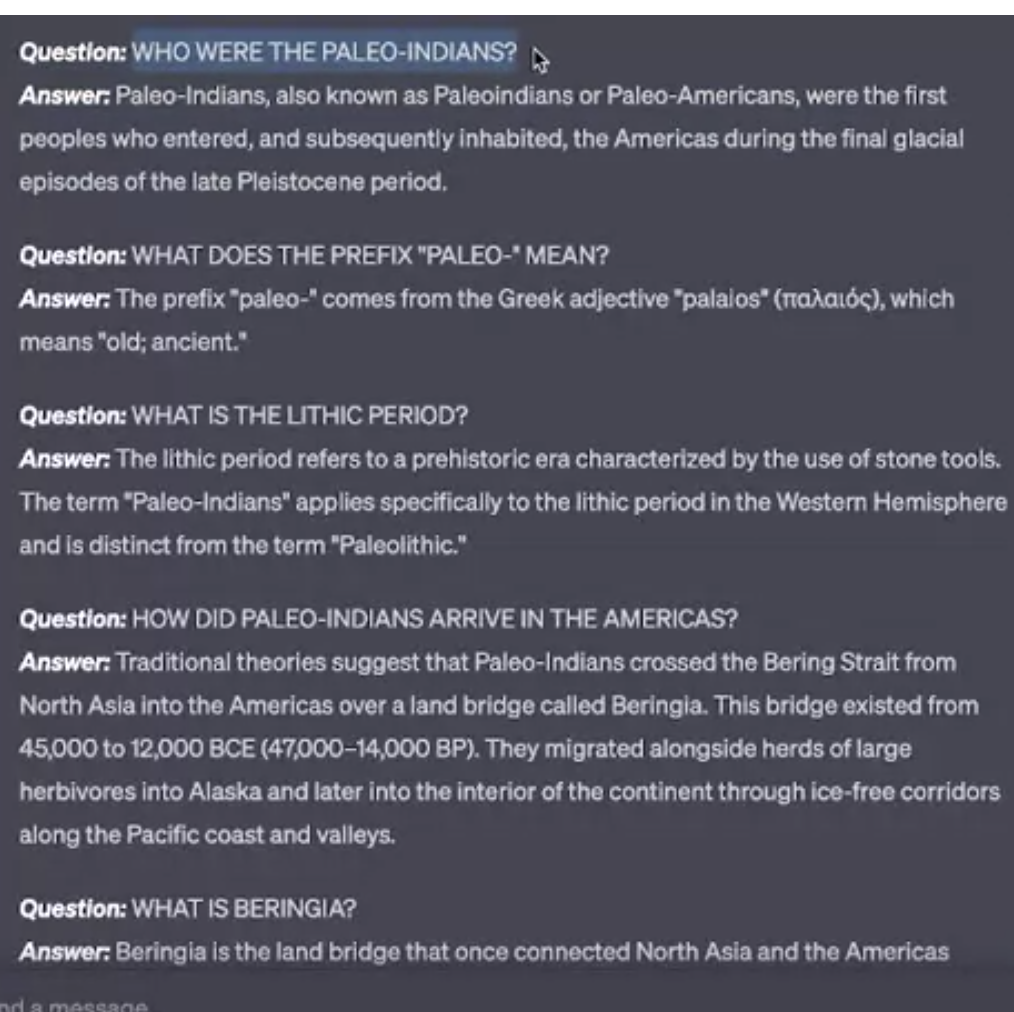 Question: WHO WERE THE PALEO-INDIANS?
Answer: Paleo-Indians, also known as Paleoindians or Paleo-Americans, were the first
peoples who entered, and subsequently inhabited, the Americas during the final glacial
episodes of the late Pleistocene period.
Question: WHAT DOES THE PREFIX "PALEO-" MEAN?
Answer: The prefix "paleo-" comes from the Greek adjective "palaios" (παλαιός), which
means "old; ancient."
Question: WHAT IS THE LITHIC PERIOD?
Answer: The lithic period refers to a prehistoric era characterized by the use of stone tools.
The term "Paleo-Indians" applies specifically to the lithic period in the Western Hemisphere
and is distinct from the term "Paleolithic."
Question: HOW DID PALEO-INDIANS ARRIVE IN THE AMERICAS?
Answer: Traditional theories suggest that Paleo-Indians crossed the Bering Strait from
North Asia into the Americas over a land bridge called Beringia. This bridge existed from
45,000 to 12,000 BCE (47,000–14,000 BP). They migrated alongside herds of large
herbivores into Alaska and later into the interior of the continent through ice-free corridors
along the Pacific coast and valleys.
Question: WHAT IS BERINGIA?
Answer: Beringia is the land bridge that once connected North Asia and the Americas
nd a message